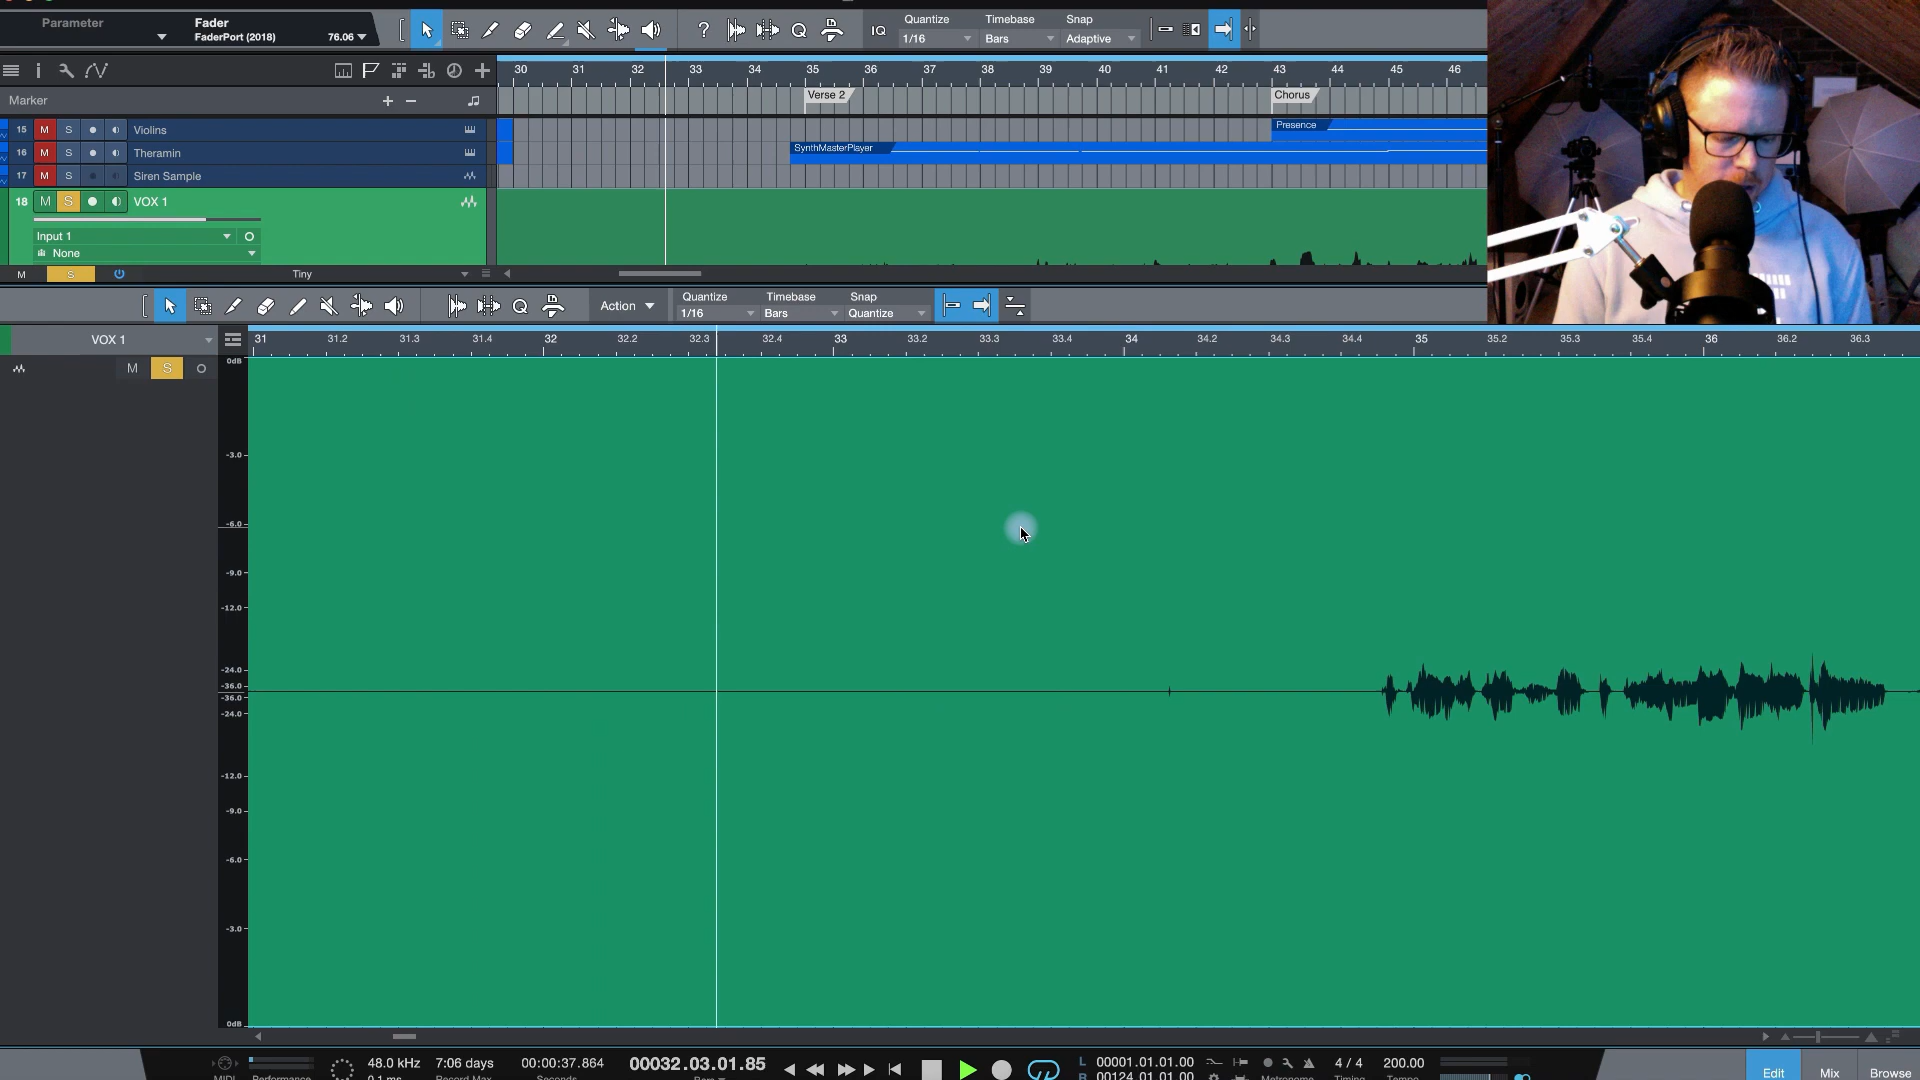 Parameter
Fader
FaderPort (2018)
76.06
?
IQ
Quantize
1/16
Timebase
Bars
Snap
Adaptive
30 31 32 33 34 35 36 37 38 39 40 41 42 43 44 45 46
Marker
Verse 2
Chorus
15 M S Violins
Presence
16 M S Theramin
SynthMasterPlayer
17 M S Siren Sample
18 M S VOX 1
Input 1
None
M S Tiny
Action
Quantize
1/16
Timebase
Bars
Snap
Quantize
VOX 1
31 31.2 31.3 31.4 32 32.2 32.3 32.4 33 33.2 33.3 33.4 34 34.2 34.3 34.4 35 35.2 35.3 35.4 36 36.2 36.3
M S
0dB
-3.0
-6.0
-9.0
-12.0
-24.0
-36.0
-36.0
-24.0
-12.0
-9.0
-6.0
-3.0
0dB
MIDI
Performance
48.0 kHz
0.1 ms
7:06 days
Record Max
00:00:37.864
Seconds
00032.03.01.85
Bars
L 00001.01.01.00
R 00124.01.01.00
Metronome
4 / 4
Timing
200.00
Tempo
Edit
Mix
Browse